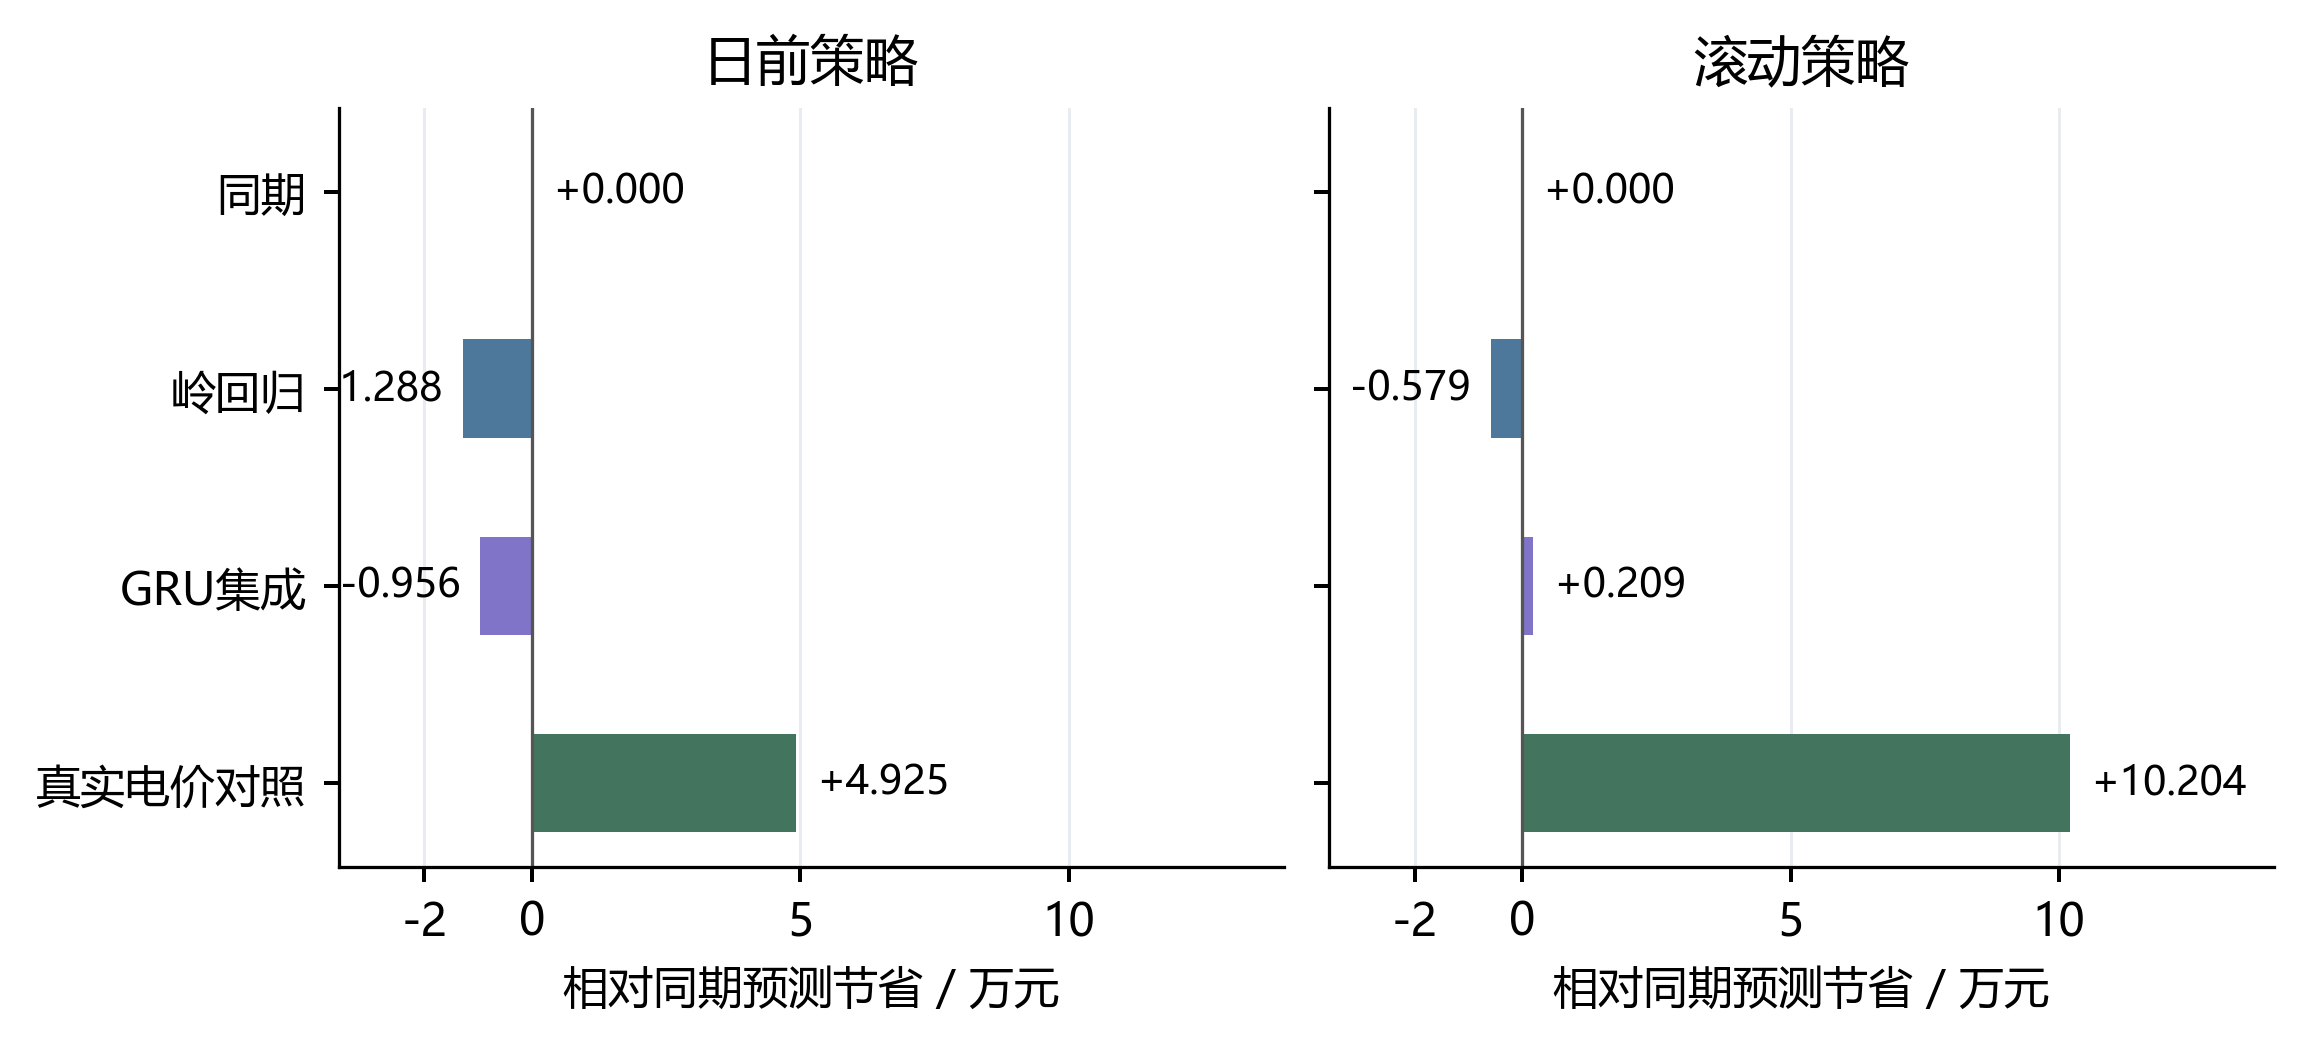 日前策略
同期
+0.000
岭回归
1.288
GRU集成
-0.956
真实电价对照
+4.925
-2 0 5 10
相对同期预测节省 / 万元
滚动策略
+0.000
-0.579
+0.209
+10.204
-2 0 5 10
相对同期预测节省 / 万元